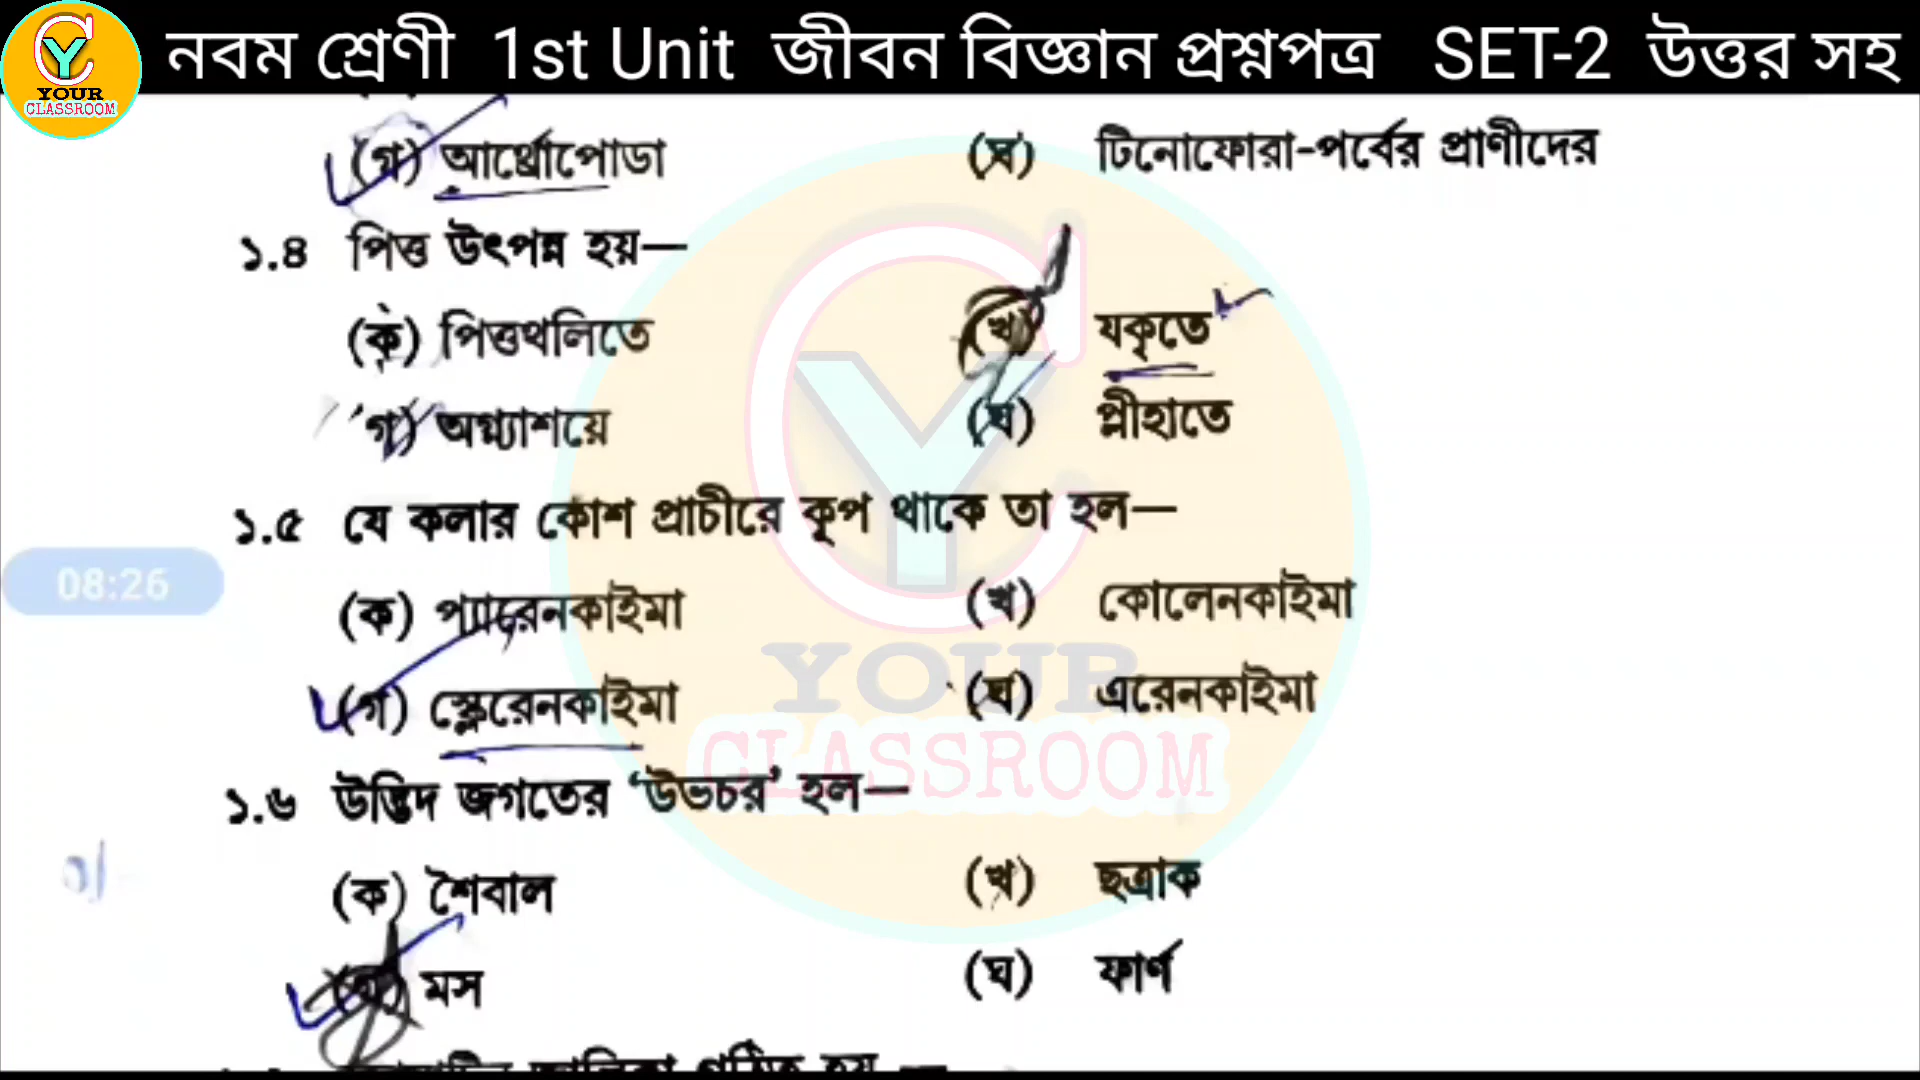 নবম শ্রেণী 1st Unit জীবন বিজ্ঞান প্রশ্নপত্র SET-2 উত্তর সহ
YOUR
CLASSROOM
(গ) আর্থ্রোপোডা (ঘ) টিনোফোরা-পর্বের প্রাণীদের
১.৪ পিত্ত উৎপন্ন হয়—
(ক) পিত্তথলিতে (খ) যকৃতে
গ) অগ্ন্যাশয়ে (ঘ) প্লীহাতে
১.৫ যে কলার কোশ প্রাচীরে কূপ থাকে তা হল—
08:26
(ক) প্যারেনকাইমা (খ) কোলেনকাইমা
(গ) স্ক্লেরেনকাইমা (ঘ) এরেনকাইমা
YOUR
CLASSROOM
১.৬ উদ্ভিদ জগতের ‘উভচর’ হল—
(ক) শৈবাল (খ) ছত্রাক
মস (ঘ) ফার্ণ